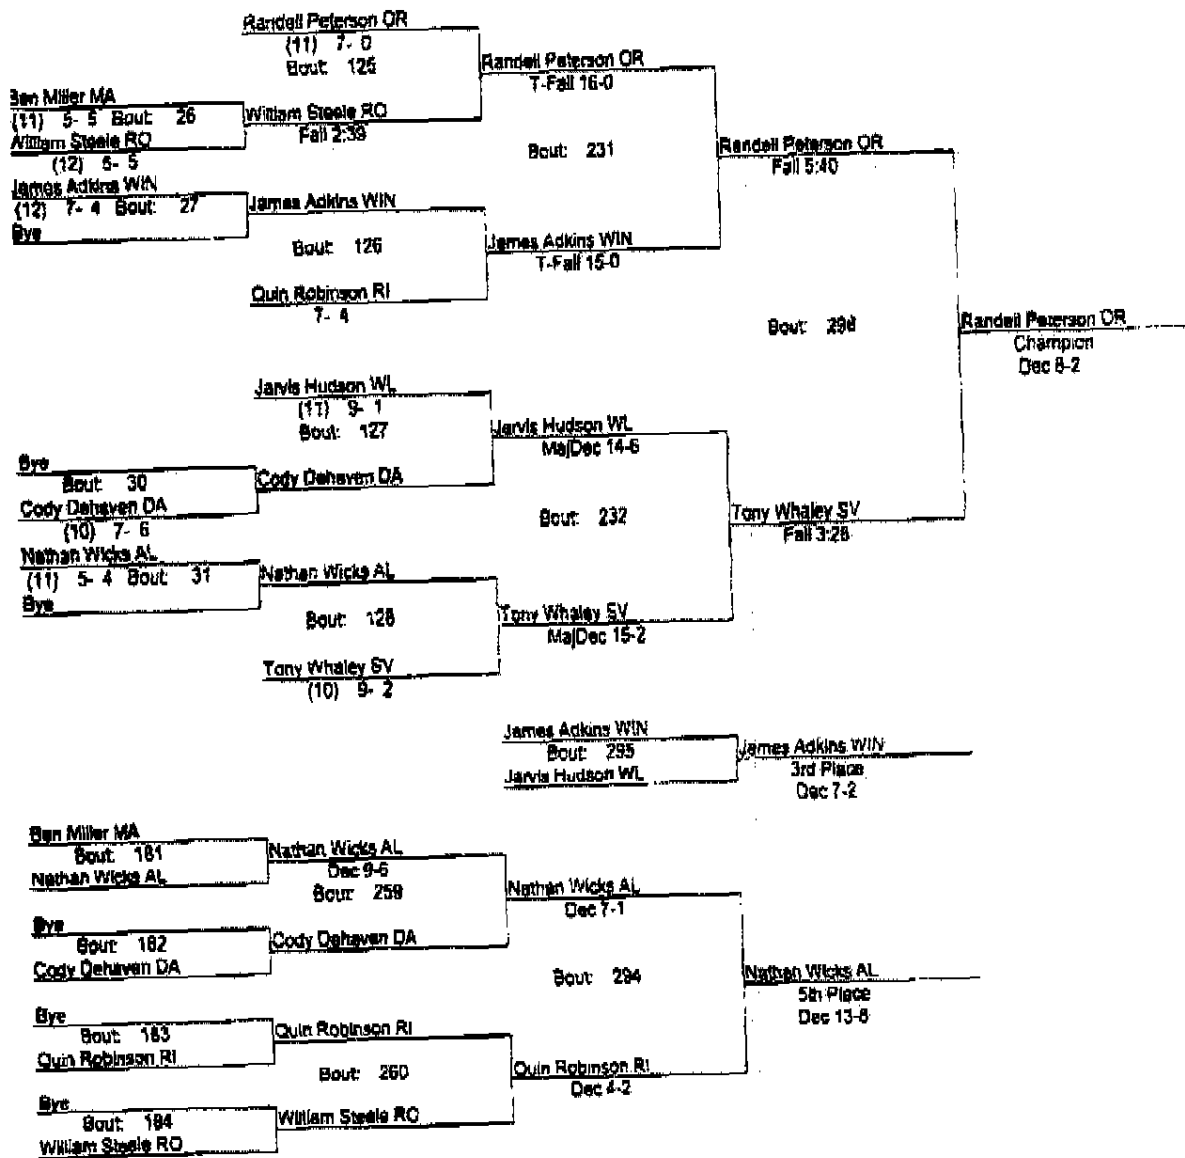 Randell Peterson OR
(11) 7- 0
Bout: 125
Randell Peterson OR
T-Fall 16-0
Ben Miller MA
(11) 5- 5 Bout: 26
William Steele RO
(12) 5- 5
William Steele RO
Fall 2:39
Bout: 231
Randell Peterson OR
Fall 5:40
James Adkins WIN
(12) 7- 4 Bout: 27
Bye
James Adkins WIN
Bout: 126
James Adkins WIN
T-Fall 15-0
Quin Robinson RI
7- 4
Bout: 296
Randell Peterson OR
Champion
Dec 8-2
Jarvis Hudson WL
(11) 9- 1
Bout: 127
Jarvis Hudson WL
MajDec 14-6
Bye
Bout: 30
Cody Dehaven DA
(10) 7- 6
Cody Dehaven DA
Bout: 232
Tony Whaley SV
Fall 3:28
Nathan Wicks AL
(11) 5- 4 Bout: 31
Bye
Nathan Wicks AL
Bout: 128
Tony Whaley SV
MajDec 15-2
Tony Whaley SV
(10) 9- 2
James Adkins WIN
Bout: 295
Jarvis Hudson WL
James Adkins WIN
3rd Place
Dec 7-2
Ben Miller MA
Bout: 181
Nathan Wicks AL
Nathan Wicks AL
Dec 9-6
Bout: 259
Nathan Wicks AL
Dec 7-1
Bye
Bout: 182
Cody Dehaven DA
Cody Dehaven DA
Bout: 294
Nathan Wicks AL
5th Place
Dec 13-8
Bye
Bout: 183
Quin Robinson RI
Quin Robinson RI
Bout: 260
Quin Robinson RI
Dec 4-2
Bye
Bout: 184
William Steele RO
William Steele RO